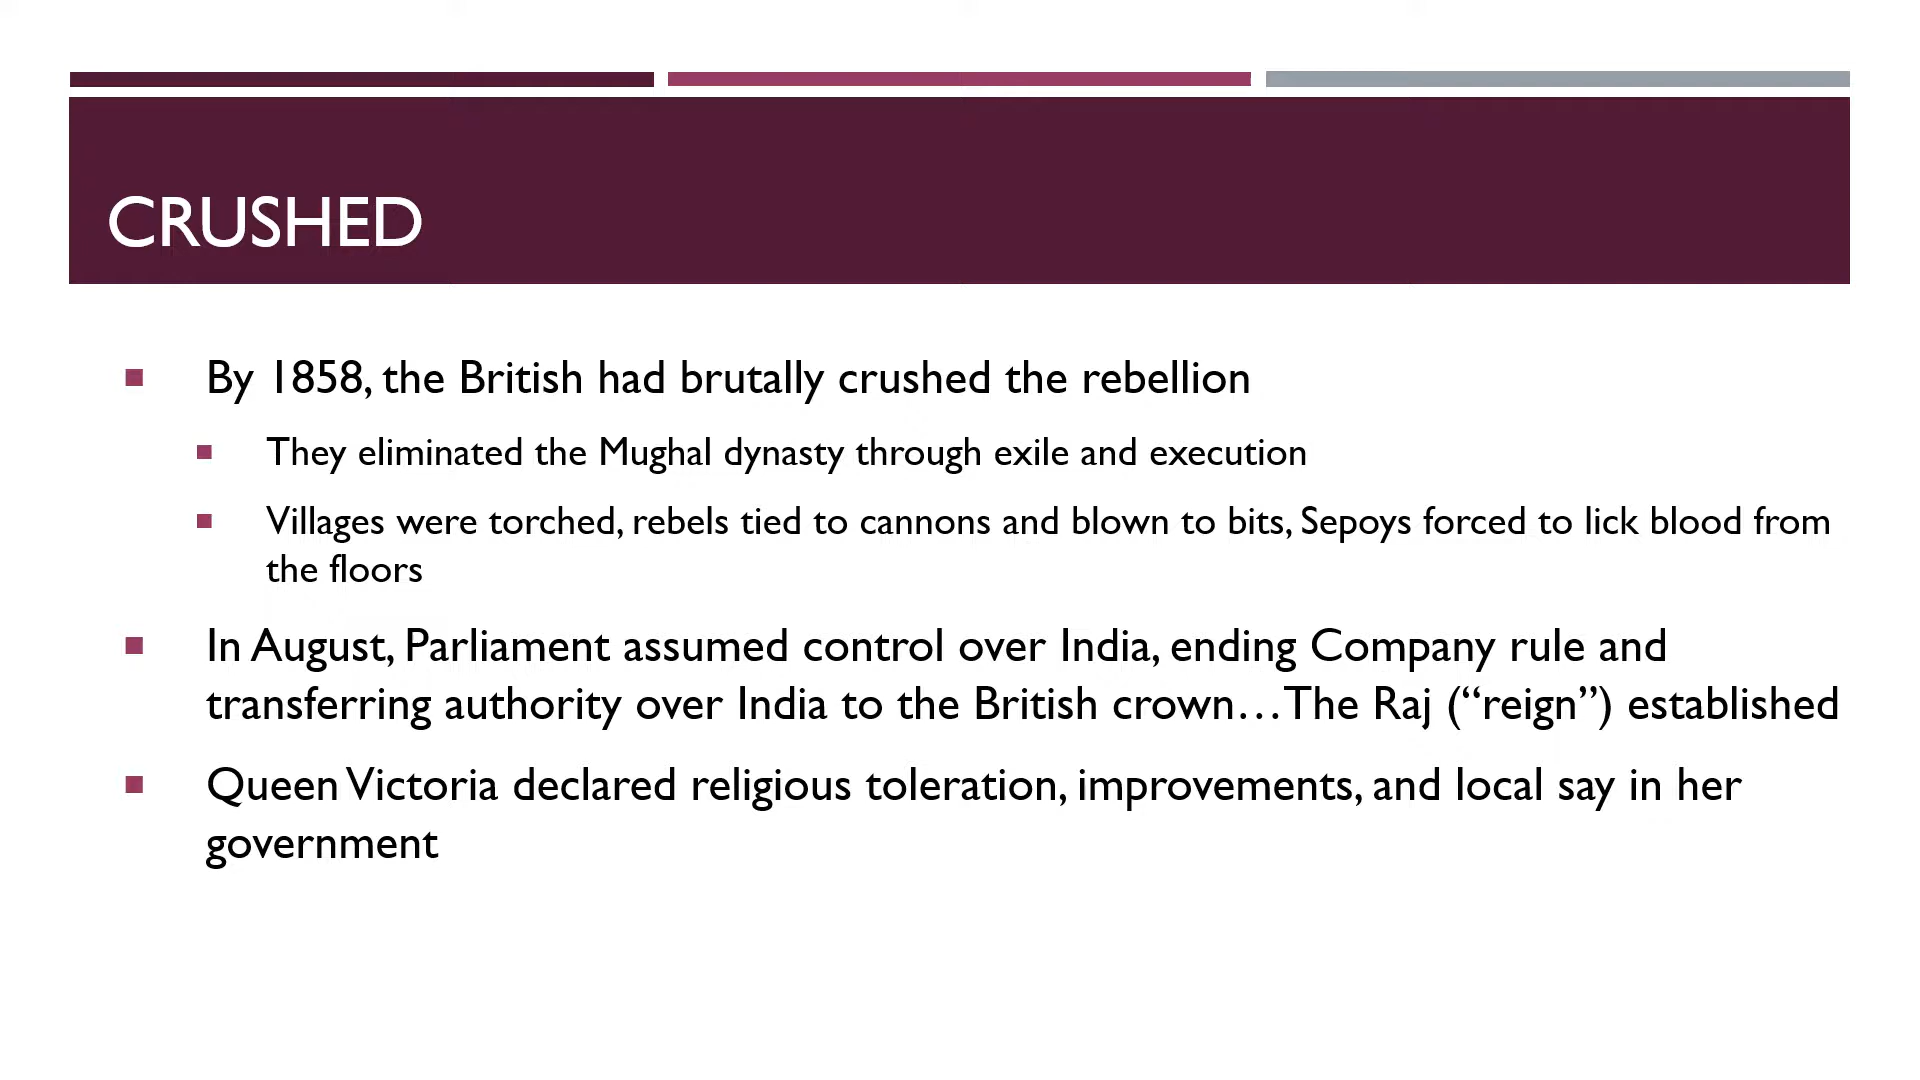 CRUSHED
By 1858, the British had brutally crushed the rebellion
They eliminated the Mughal dynasty through exile and execution
Villages were torched, rebels tied to cannons and blown to bits, Sepoys forced to lick blood from
the floors
In August, Parliament assumed control over India, ending Company rule and
transferring authority over India to the British crown…The Raj (“reign”) established
Queen Victoria declared religious toleration, improvements, and local say in her
government